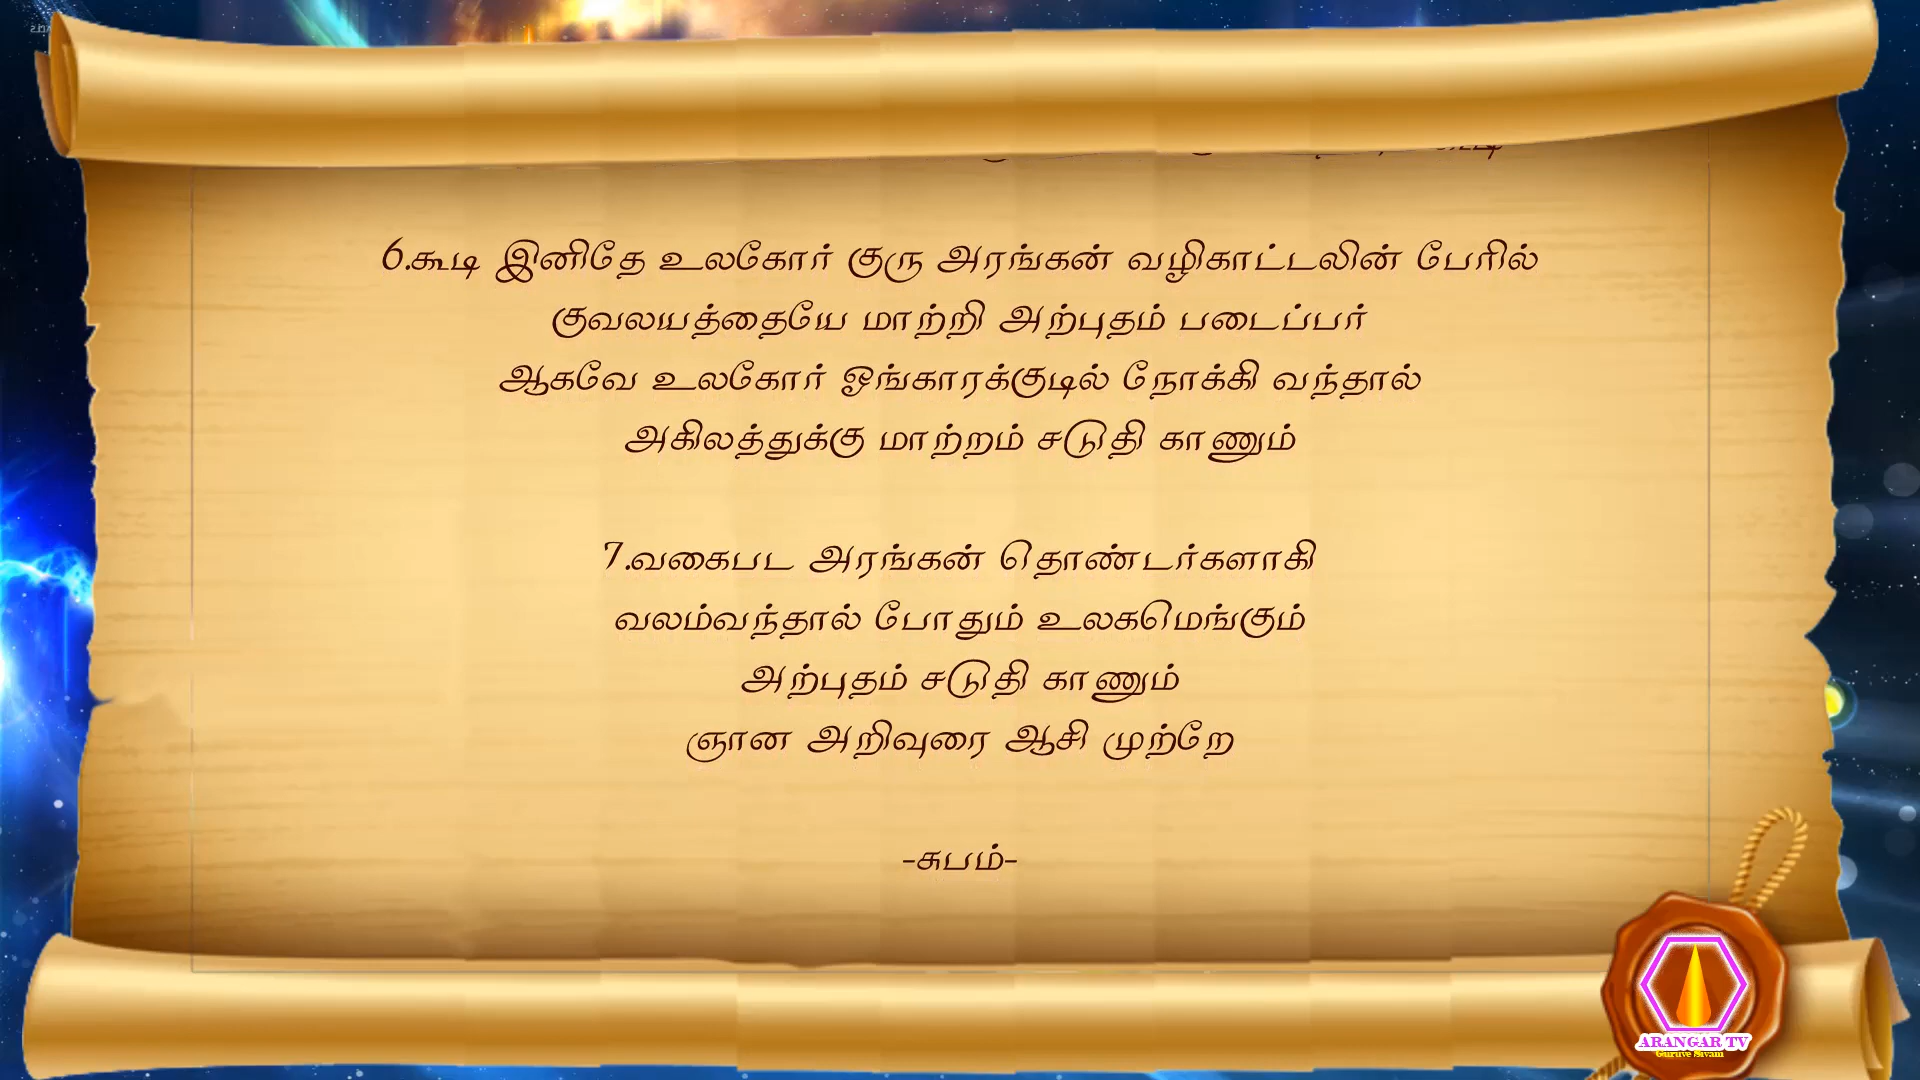 6.கூடி இனிதே உலகோர் குரு அரங்கன் வழிகாட்டலின் பேரில்
குவலயத்தையே மாற்றி அற்புதம் படைப்பர்
ஆகவே உலகோர் ஓங்காரக்குடில் நோக்கி வந்தால்
அகிலத்துக்கு மாற்றம் சடுதி காணும்
7.வகைபட அரங்கன் தொண்டர்களாகி
வலம்வந்தால் போதும் உலகமெங்கும்
அற்புதம் சடுதி காணும்
ஞான அறிவுரை ஆசி முற்றே
-சுபம்-
ARANGAR TV
Guruve Sivam